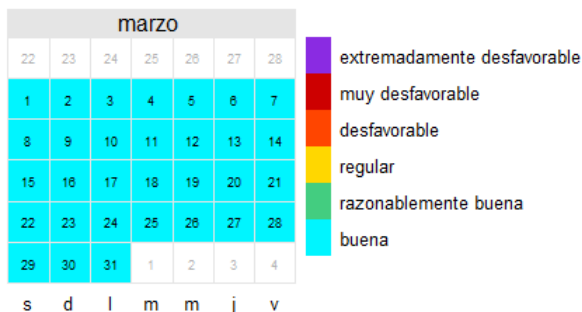 marzo
22 23 24 25 26 27 28
1 2 3 4 5 6 7
8 9 10 11 12 13 14
15 16 17 18 19 20 21
22 23 24 25 26 27 28
29 30 31 1 2 3 4
s d l m m j v
extremadamente desfavorable
muy desfavorable
desfavorable
regular
razonablemente buena
buena